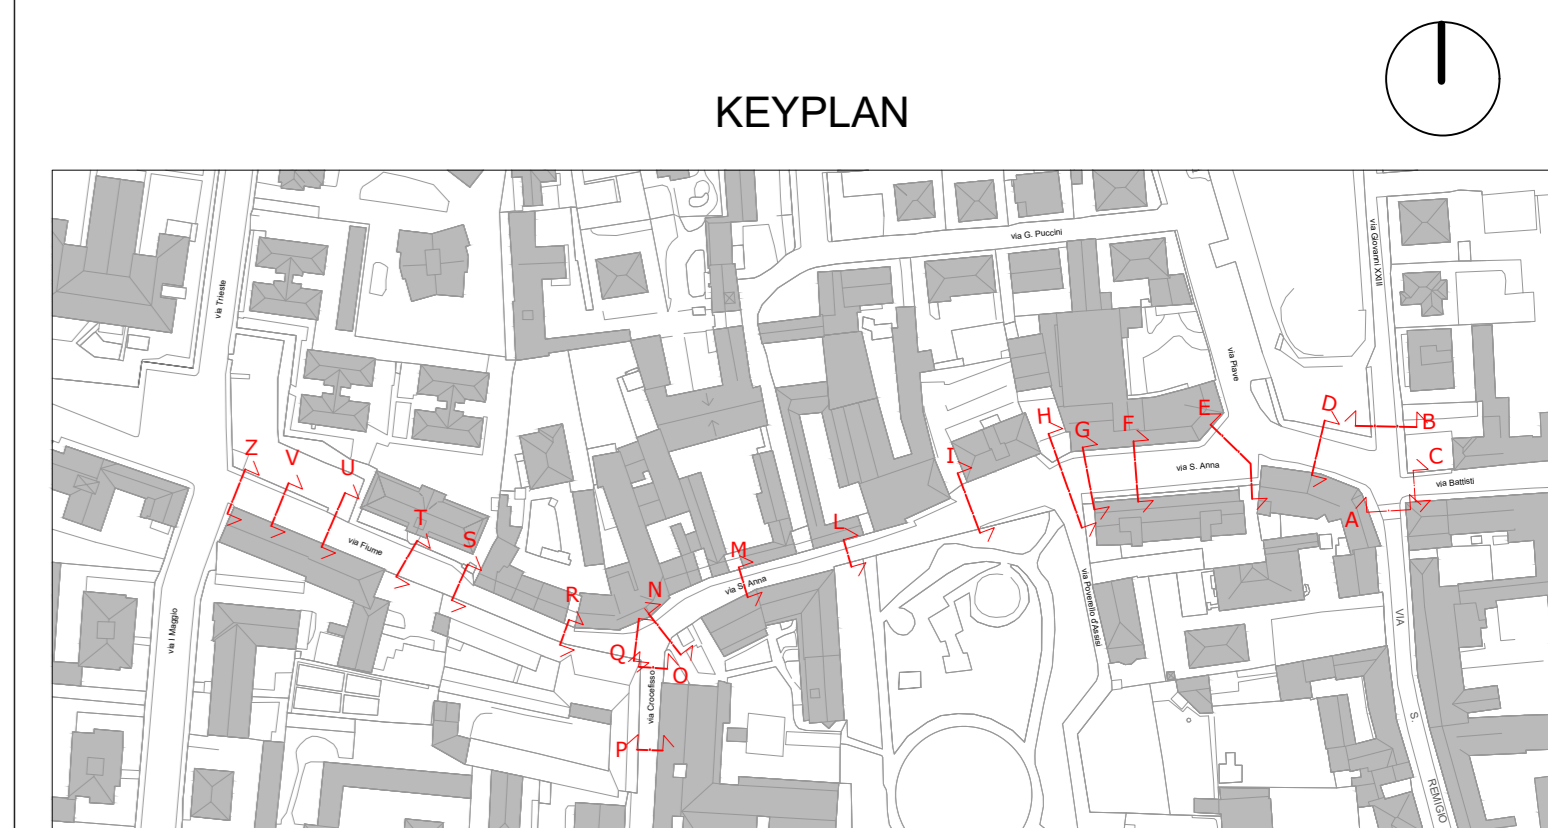 KEYPLAN
via G. Puccini
via Giovanni XXIII
via Trieste
via Piave
D
E
B
H
F
G
Z
V
I
C
U
via S. Anna
via Battisti
T
L
A
S
via Fiume
M
via S. Anna
R
N
via I Maggio
via Poverello d'Assisi
VIA
Q
O
via Crocefisso
S.
P
REMIGIO